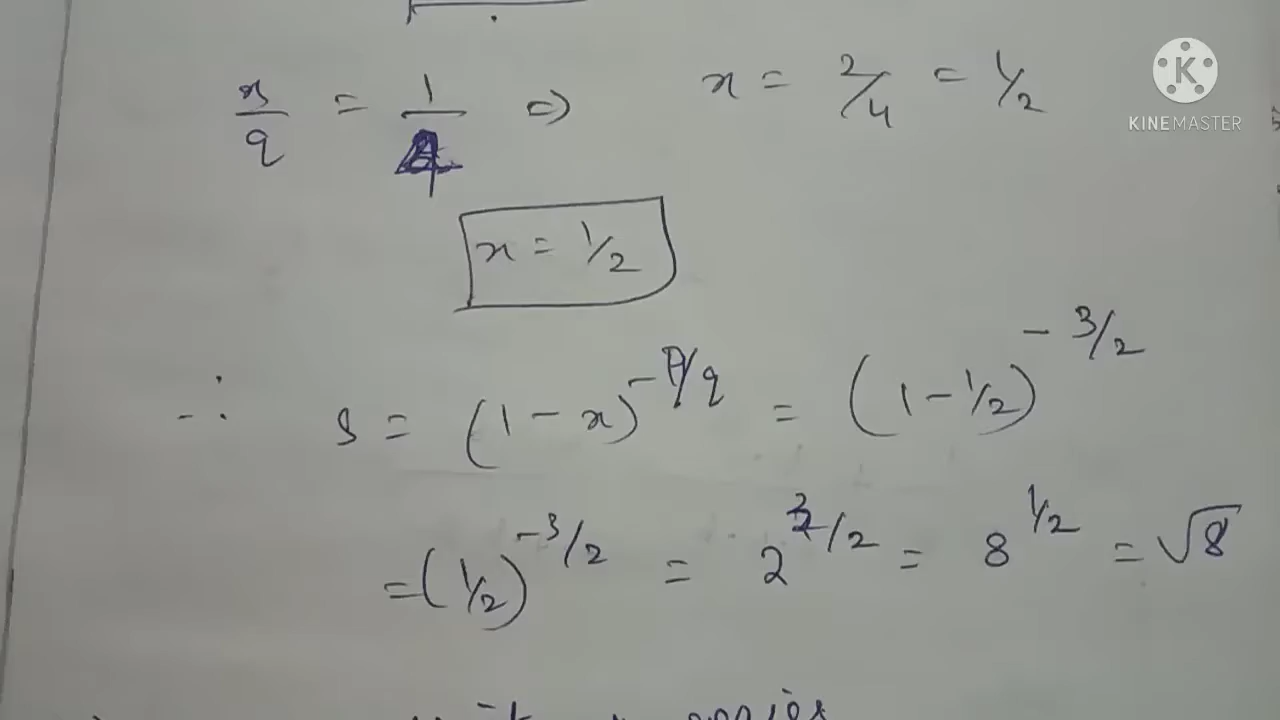 x/q = 1/4 ⇒ x = 2/4 = 1/2
KINEMASTER
x = 1/2
∴ S = (1 - x)^-P/q = (1 - 1/2)^-3/2
= (1/2)^-3/2 = 2^3/2 = 8^1/2 = √8